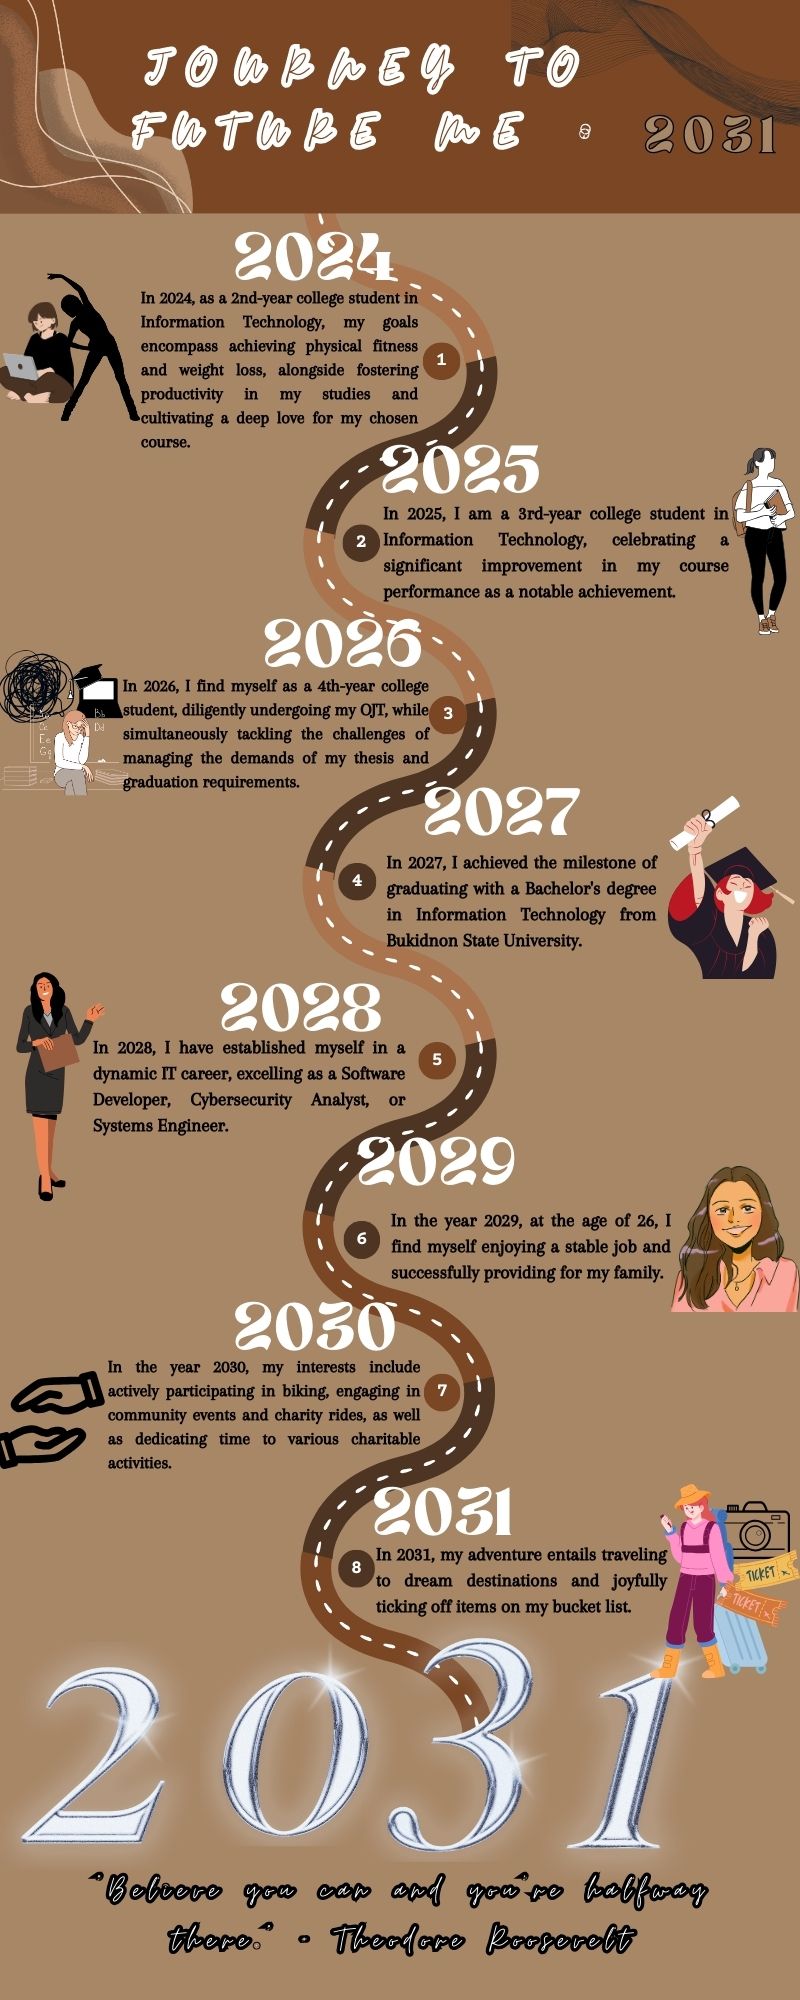 JOURNEY TO
FUTURE ME : 2031
2024
In 2024, as a 2nd-year college student in
Information Technology, my goals
encompass achieving physical fitness
and weight loss, alongside fostering
productivity in my studies and
cultivating a deep love for my chosen
course.
1
2025
In 2025, I am a 3rd-year college student in
Information Technology, celebrating a
significant improvement in my course
performance as a notable achievement.
2
2026
In 2026, I find myself as a 4th-year college
student, diligently undergoing my OJT, while
simultaneously tackling the challenges of
managing the demands of my thesis and
graduation requirements.
3
Bb
Cc
Dd
Ee
Gg
2027
In 2027, I achieved the milestone of
graduating with a Bachelor's degree
in Information Technology from
Bukidnon State University.
4
2028
In 2028, I have established myself in a
dynamic IT career, excelling as a Software
Developer, Cybersecurity Analyst, or
Systems Engineer.
5
2029
In the year 2029, at the age of 26, I
find myself enjoying a stable job and
successfully providing for my family.
6
2030
In the year 2030, my interests include
actively participating in biking, engaging in
community events and charity rides, as well
as dedicating time to various charitable
activities.
7
2031
In 2031, my adventure entails traveling
to dream destinations and joyfully
ticking off items on my bucket list.
8
TICKET
TICKET
2031
"Believe you can and you're halfway
there." - Theodore Roosevelt